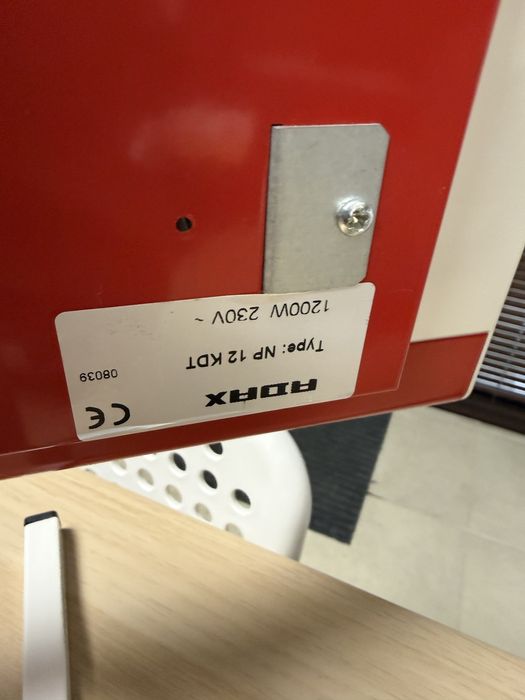 ADAX
Type: NP 12 KDT
1200W 230V ~
08039
CE